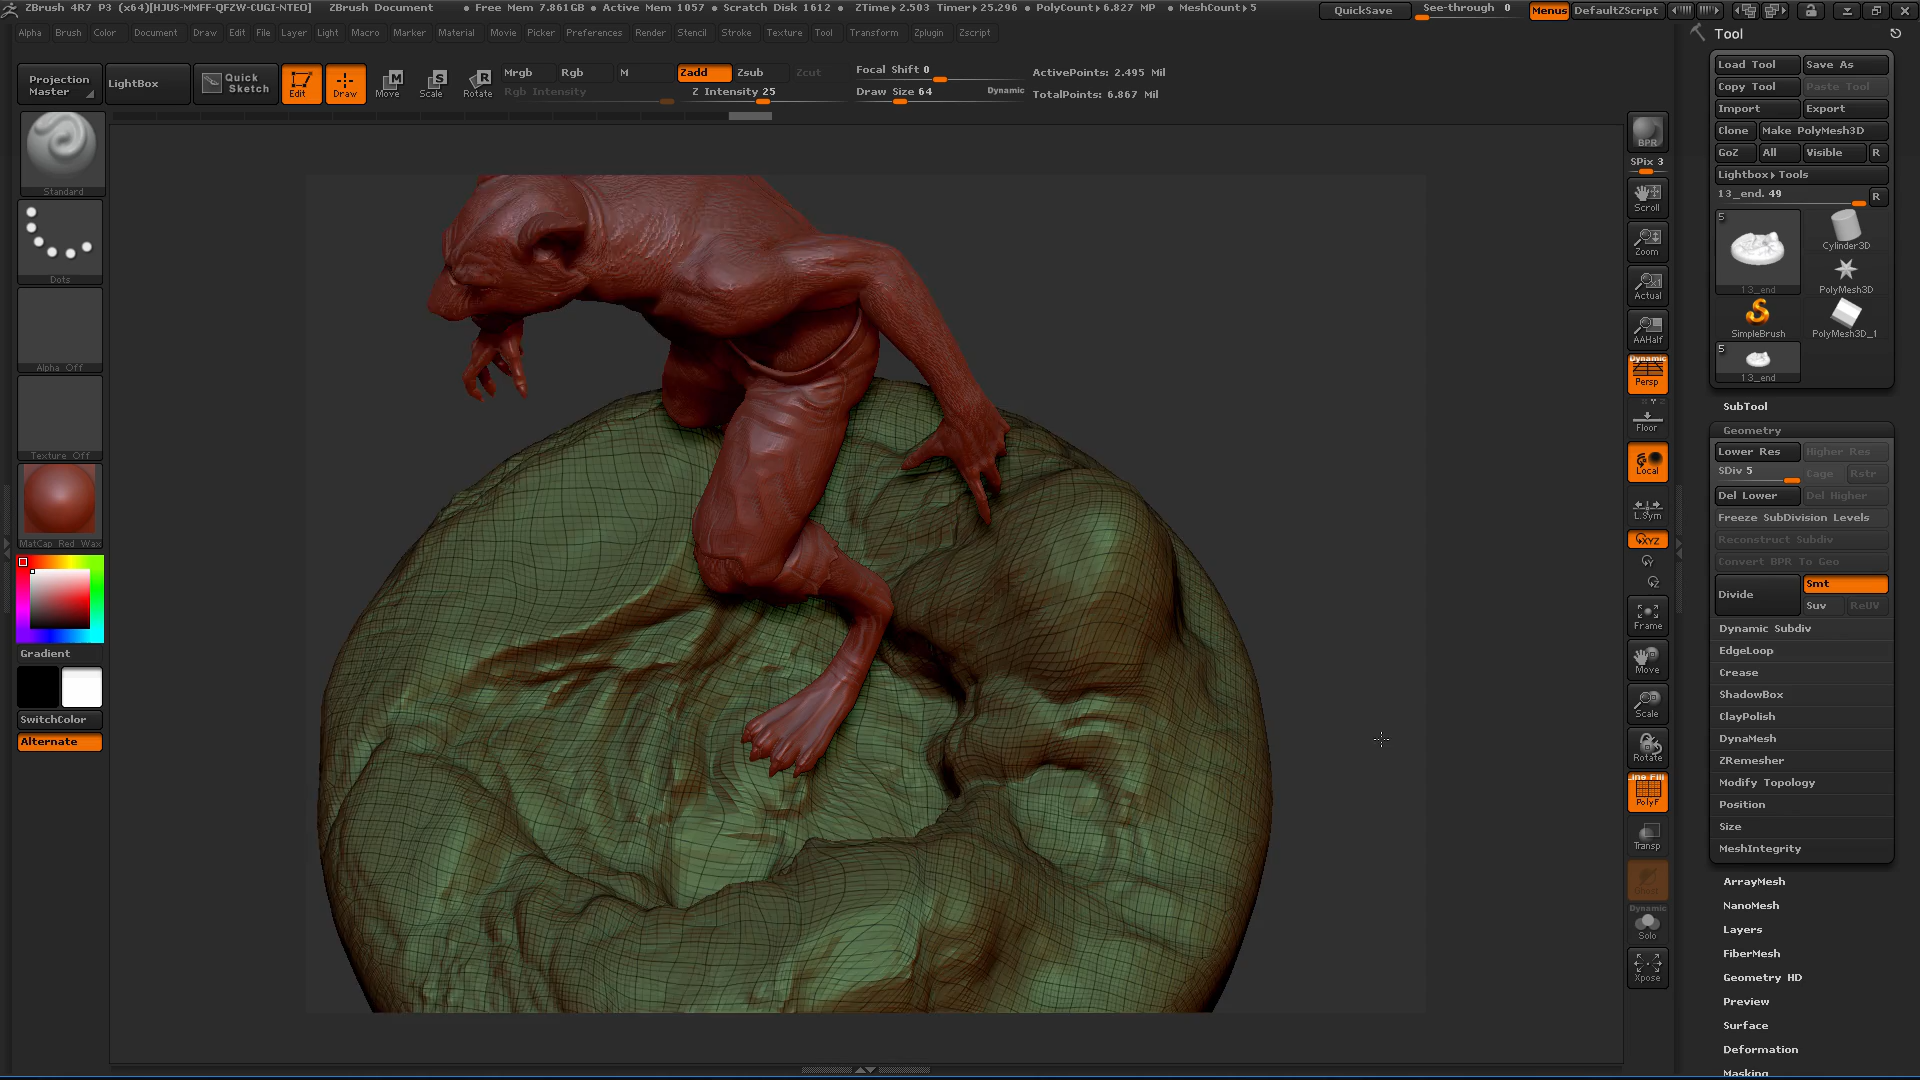 ZBrush 4R7 P3 (x64)[HJUS-MMFF-QFZW-CUGI-NTEO] ZBrush Document • Free Mem 7.861GB • Active Mem 1057 • Scratch Disk 1612 • ZTime▸2.503 Timer▸25.296 • PolyCount▸6.827 MP • MeshCount▸5 QuickSave See-through 0 Menus DefaultZScript
Alpha Brush Color Document Draw Edit File Layer Light Macro Marker Material Movie Picker Preferences Render Stencil Stroke Texture Tool Transform Zplugin Zscript
Projection Master
LightBox
Quick Sketch
Edit
Draw
Move
Scale
Rotate
Mrgb Rgb M Zadd Zsub Zcut
Rgb Intensity Z Intensity 25
Focal Shift 0
Draw Size 64 Dynamic
ActivePoints: 2.495 Mil
TotalPoints: 6.867 Mil
Standard
Dots
Alpha Off
Texture Off
MatCap Red Wax
Gradient
SwitchColor
Alternate
BPR
SPix 3
Scroll
Zoom
Actual
AAHalf
Dynamic
Persp
Floor
Local
L.Sym
XYZ
Frame
Move
Scale
Rotate
Line Fill
PolyF
Transp
Ghost
Dynamic
Solo
Xpose
Tool
Load Tool Save As
Copy Tool Paste Tool
Import Export
Clone Make PolyMesh3D
GoZ All Visible R
Lightbox▸Tools
13_end. 49 R
5
13_end
Cylinder3D
PolyMesh3D
SimpleBrush
PolyMesh3D_1
5
13_end
SubTool
Geometry
Lower Res Higher Res
SDiv 5 Cage Rstr
Del Lower Del Higher
Freeze SubDivision Levels
Reconstruct Subdiv
Convert BPR To Geo
Divide Smt
Suv ReUV
Dynamic Subdiv
EdgeLoop
Crease
ShadowBox
ClayPolish
DynaMesh
ZRemesher
Modify Topology
Position
Size
MeshIntegrity
ArrayMesh
NanoMesh
Layers
FiberMesh
Geometry HD
Preview
Surface
Deformation
Masking